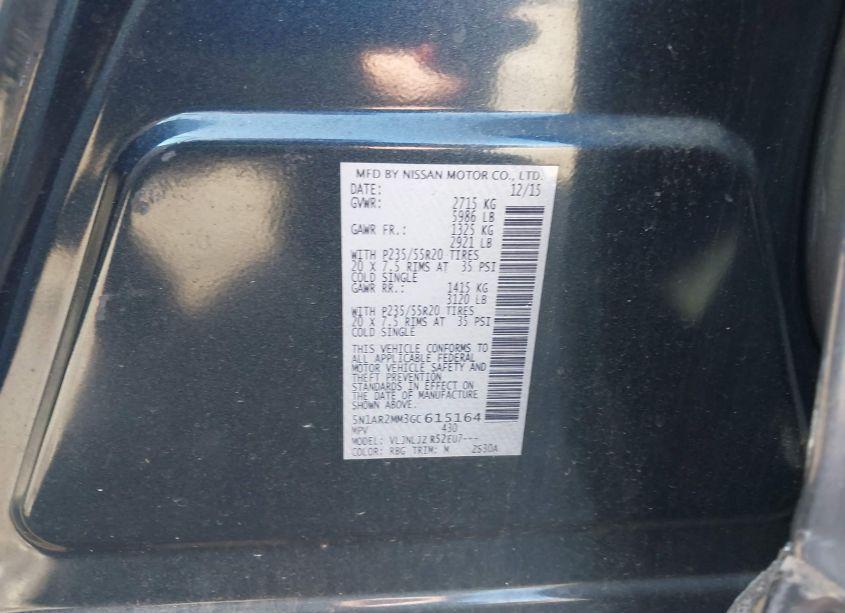 MFD BY NISSAN MOTOR CO., LTD.
DATE: 12/15
GVWR: 2715 KG
5986 LB
GAWR FR.: 1325 KG
2921 LB
WITH P235/55R20 TIRES
20 X 7.5 RIMS AT 35 PSI
COLD SINGLE
GAWR RR.: 1415 KG
3120 LB
WITH P235/55R20 TIRES
20 X 7.5 RIMS AT 35 PSI
COLD SINGLE
THIS VEHICLE CONFORMS TO
ALL APPLICABLE FEDERAL
MOTOR VEHICLE SAFETY AND
THEFT PREVENTION
STANDARDS IN EFFECT ON
THE DATE OF MANUFACTURE
SHOWN ABOVE.
5N1AR2MM3GC615164
MPV 430
MODEL: VLJNLJZ R52EU7---
COLOR: RBG TRIM: M 2S30A